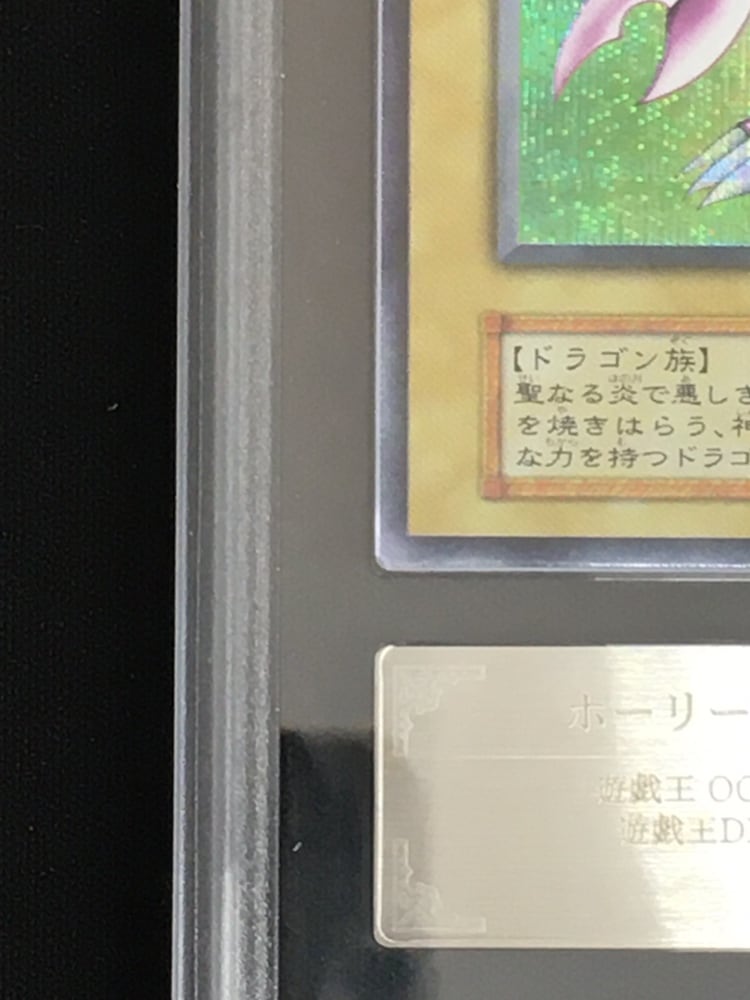 【ドラゴン族】
聖なる炎で悪しき
を焼きはらう、神
な力を持つドラゴ
ホーリー
遊戯王 OC
遊戯王D